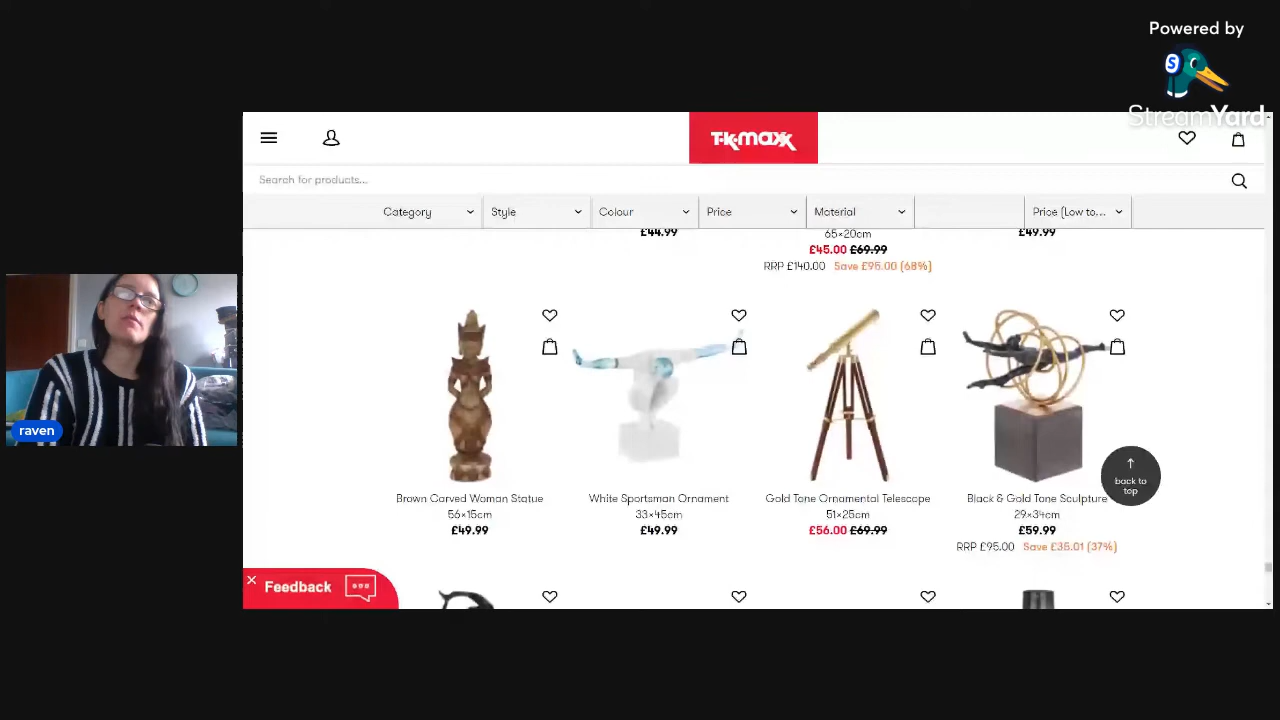 Powered by
S
StreamYard
TK maxx
Search for products...
Category
Style
Colour
Price
Material
Price (Low to...
£44.99
65x20cm
£45.00 £69.99
RRP £140.00 Save £95.00 (68%)
£49.99
Brown Carved Woman Statue
56x15cm
£49.99
White Sportsman Ornament
33x45cm
£49.99
Gold Tone Ornamental Telescope
51x25cm
£56.00 £69.99
Black & Gold Tone Sculpture
29x34cm
£59.99
RRP £95.00 Save £35.01 (37%)
back to
top
Feedback
raven